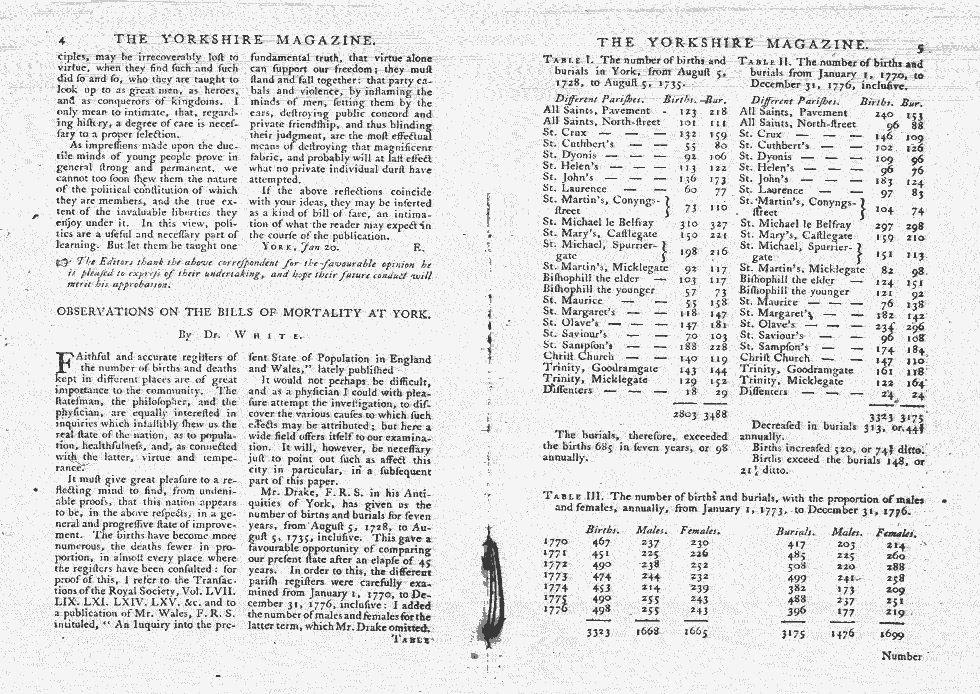 4 THE YORKSHIRE MAGAZINE.
ciples, may be irrecoverably loſt to
virtue, when they find ſuch and ſuch
did ſo and ſo, who they are taught to
look up to as great men, as heroes,
and as conquerors of kingdoms. I
only mean to intimate, that, regard-
ing hiſtry, a degree of care is neceſ-
ſary to a proper ſelection.
As impreſſions made upon the duc-
tile minds of young people prove in
general ſtrong and permanent, we
cannot too ſoon ſhew them the nature
of the political conſtitution of which
they are members, and the true ex-
tent of the invaluable liberties they
enjoy under it. In this view, poli-
tics are a uſeful and neceſſary part of
learning. But let them be taught one
fundamental truth, that virtue alone
can ſupport our freedom; they muſt
ſtand and fall together: that party ca-
bals and violence, by inflaming the
minds of men, ſetting them by the
ears, deſtroying public concord and
private friendſhip, and thus blinding
their judgment, are the moſt effectual
means of deſtroying that magnificent
fabric, and probably will at laſt effect
what no private individual durſt have
attempted.
If the above reflections coincide
with your ideas, they may be inſerted
as a kind of bill of fare, an intima-
tion of what the reader may expect in
the courſe of the publication.
YORK, Jan 20. R.
☞ The Editors thank the above correſpondent for the favourable opinion he
is pleaſed to expreſs of their undertaking, and hope their future conduct will
merit his approbation.
OBSERVATIONS ON THE BILLS OF MORTALITY AT YORK.
By Dr. WHITE.
FAithful and accurate regiſters of
the number of births and deaths
kept in different places are of great
importance to the community. The
ſtateſman, the philoſopher, and the
phyſician, are equally intereſted in
inquiries which infallibly ſhew us the
real ſtate of the nation, as to popula-
tion, healthfulneſs, and, as connected
with the latter, virtue and tempe-
rance.
It muſt give great pleaſure to a re-
flecting mind to find, from undeni-
able proofs, that this nation appears
to be, in the above reſpects, in a ge-
neral and progreſſive ſtate of improve-
ment. The births have become more
numerous, the deaths fewer in pro-
portion, in almoſt every place where
the regiſters have been conſulted: for
proof of this, I refer to the Tranſac-
tions of the Royal Society, Vol. LVII.
LIX. LXI. LXIV. LXV. &c. and to
a publication of Mr. Wales, F. R. S.
intituled, “ An Inquiry into the pre-
ſent State of Population in England
and Wales,” lately publiſhed
It would not perhaps be difficult,
and as a phyſician I could with plea-
ſure attempt the inveſtigation, to diſ-
cover the various cauſes to which ſuch
effects may be attributed; but here a
wide field offers itſelf to our examina-
tion. It will, however, be neceſſary
juſt to point out ſuch as affect this
city in particular, in a ſubſequent
part of this paper.
Mr. Drake, F. R. S. in his Anti-
quities of York, has given us the
number of births and burials for ſeven
years, from Auguſt 5, 1728, to Au-
guſt 5, 1735, incluſive. This gave a
favourable opportunity of comparing
our preſent ſtate after an elapſe of 45
years. In order to this, the different
pariſh regiſters were carefully exa-
mined from January 1, 1770, to De-
cember 31, 1776, incluſive: I added
the number of males and females for the
latter term, which Mr. Drake omitted.
TABLE
THE YORKSHIRE MAGAZINE. 5
TABLE I. The number of births and
burials in York, from Auguſt 5,
1728, to Auguſt 5, 1735.
Different Pariſhes. Births. Bur.
All Saints, Pavement - 123 218
All Saints, North-ſtreet 101 111
St. Crux — — 132 159
St. Cuthbert's — — 55 80
St. Dyonis — — 92 106
St. Helen's — — 113 122
St. John's — — 136 173
St. Laurence — — 60 77
St. Martin's, Conyngs-
ſtreet } 73 110
St. Michael le Belfray 310 327
St. Mary's, Caſtlegate 150 121
St. Michael, Spurrier-
gate } 198 216
St. Martin's, Micklegate 92 117
Biſhophill the elder — 103 117
Biſhophill the younger 57 73
St. Maurice — — 55 158
St. Margaret's — — 118 147
St. Olave's — — 147 181
St. Saviour's — — 70 103
St. Sampſon's — — 188 228
Chriſt Church — — 140 119
Trinity, Goodramgate 143 144
Trinity, Micklegate 129 152
Diſſenters — — 18 29
2803 3488
The burials, therefore, exceeded
the births 685 in ſeven years, or 98
annually.
TABLE II. The number of births and
burials from January 1, 1770, to
December 31, 1776, incluſive.
Different Pariſhes. Births. Bur.
All Saints, Pavement 240 153
All Saints, North-ſtreet 96 88
St. Crux — — 146 109
St. Cuthbert's — — 102 126
St. Dyonis — — 109 96
St. Helen's — — 96 76
St. John's — — 183 124
St. Laurence — — 97 85
St. Martin's, Conyngs-
ſtreet } 104 74
St. Michael le Belfray 297 298
St. Mary's, Caſtlegate 159 210
St. Michael, Spurrier-
gate } 151 113
St. Martin's, Micklegate 82 98
Biſhophill the elder — 124 151
Biſhophill the younger 121 92
St. Maurice — — 76 138
St. Margaret's — — 182 142
St. Olave's — — 234 296
St. Saviour's — — 96 108
St. Sampſon's — — 174 184
Chriſt Church — — 147 110
Trinity, Goodramgate 161 118
Trinity, Micklegate 122 164
Diſſenters — — 24 24
3323 3175
Decreaſed in burials 313, or
annually.
Births increaſed 520, or ditto.
Births exceed the burials 148, or
ditto.
TABLE III. The number of births and burials, with the proportion of males
and females, annually, from January 1, 1773, to December 31, 1776.
Births. Males. Females. Burials. Males. Females.
1770 467 237 230 417 203 214
1771 451 225 226 485 225 260
1772 490 238 252 508 220 288
1773 474 244 232 499 241 258
1774 453 214 239 382 173 209
1775 490 255 243 488 237 251
1776 498 255 243 396 177 219
3323 1668 1665 3175 1476 1699
Number